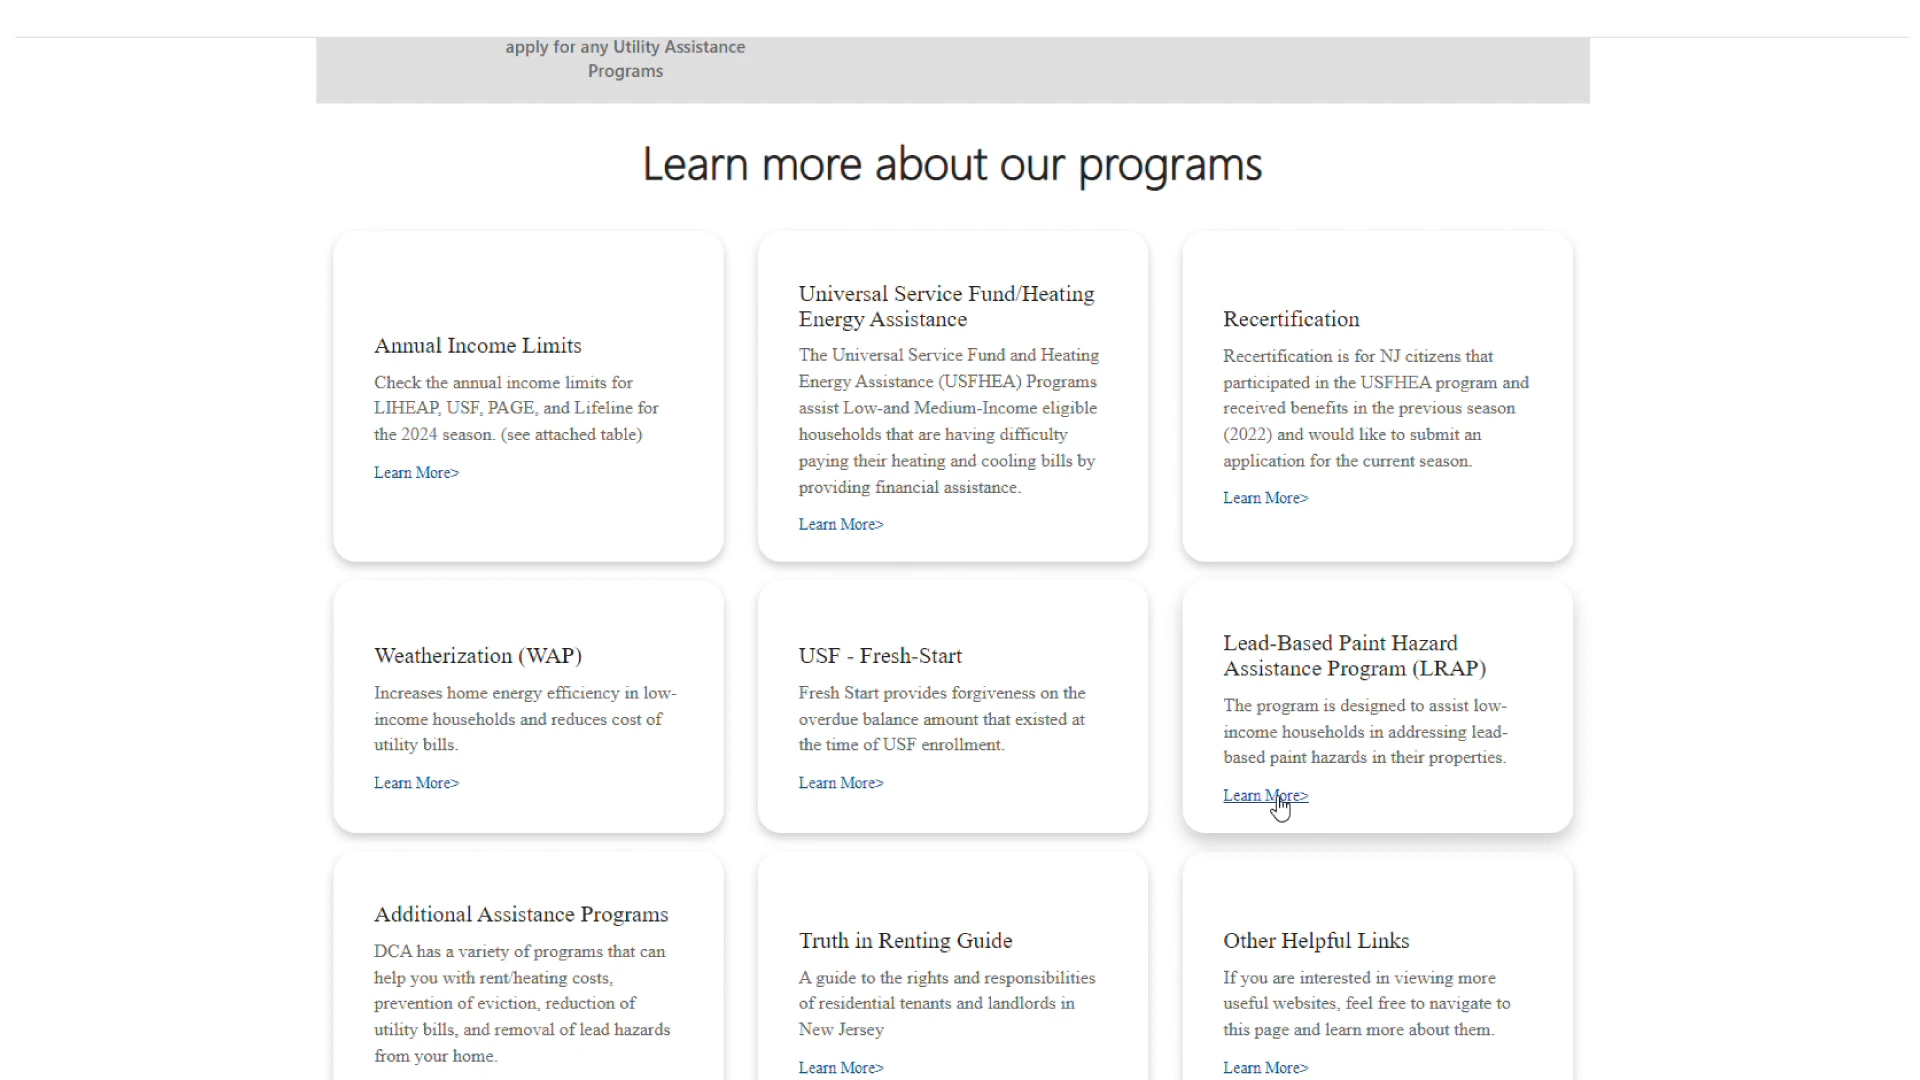 apply for any Utility Assistance
Programs
Learn more about our programs
Annual Income Limits
Check the annual income limits for
LIHEAP, USF, PAGE, and Lifeline for
the 2024 season. (see attached table)
Learn More>
Universal Service Fund/Heating
Energy Assistance
The Universal Service Fund and Heating
Energy Assistance (USFHEA) Programs
assist Low-and Medium-Income eligible
households that are having difficulty
paying their heating and cooling bills by
providing financial assistance.
Learn More>
Recertification
Recertification is for NJ citizens that
participated in the USFHEA program and
received benefits in the previous season
(2022) and would like to submit an
application for the current season.
Learn More>
Weatherization (WAP)
Increases home energy efficiency in low-
income households and reduces cost of
utility bills.
Learn More>
USF - Fresh-Start
Fresh Start provides forgiveness on the
overdue balance amount that existed at
the time of USF enrollment.
Learn More>
Lead-Based Paint Hazard
Assistance Program (LRAP)
The program is designed to assist low-
income households in addressing lead-
based paint hazards in their properties.
Learn More>
Additional Assistance Programs
DCA has a variety of programs that can
help you with rent/heating costs,
prevention of eviction, reduction of
utility bills, and removal of lead hazards
from your home.
Truth in Renting Guide
A guide to the rights and responsibilities
of residential tenants and landlords in
New Jersey
Learn More>
Other Helpful Links
If you are interested in viewing more
useful websites, feel free to navigate to
this page and learn more about them.
Learn More>